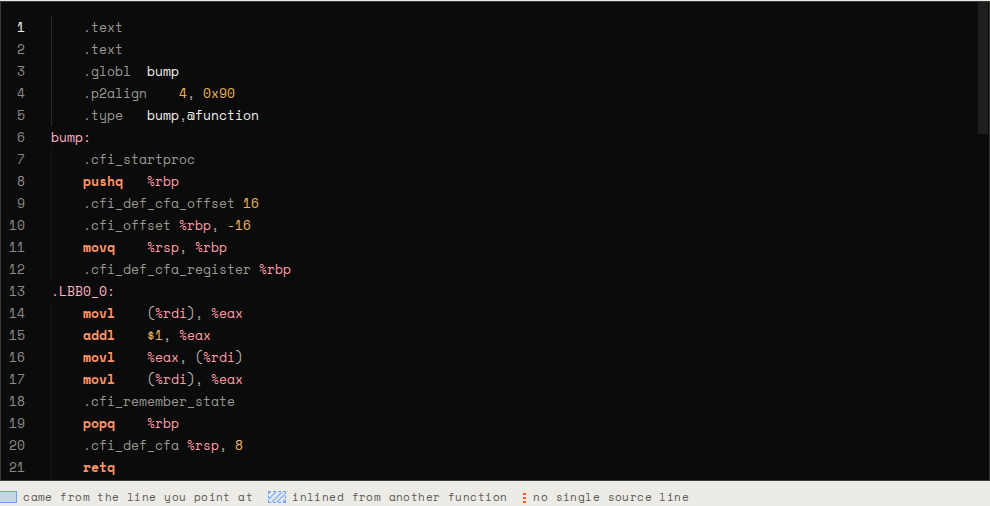 1 .text
2 .text
3 .globl bump
4 .p2align 4, 0x90
5 .type bump,@function
6 bump:
7 .cfi_startproc
8 pushq %rbp
9 .cfi_def_cfa_offset 16
10 .cfi_offset %rbp, -16
11 movq %rsp, %rbp
12 .cfi_def_cfa_register %rbp
13 .LBB0_0:
14 movl (%rdi), %eax
15 addl $1, %eax
16 movl %eax, (%rdi)
17 movl (%rdi), %eax
18 .cfi_remember_state
19 popq %rbp
20 .cfi_def_cfa %rsp, 8
21 retq
came from the line you point at inlined from another function no single source line